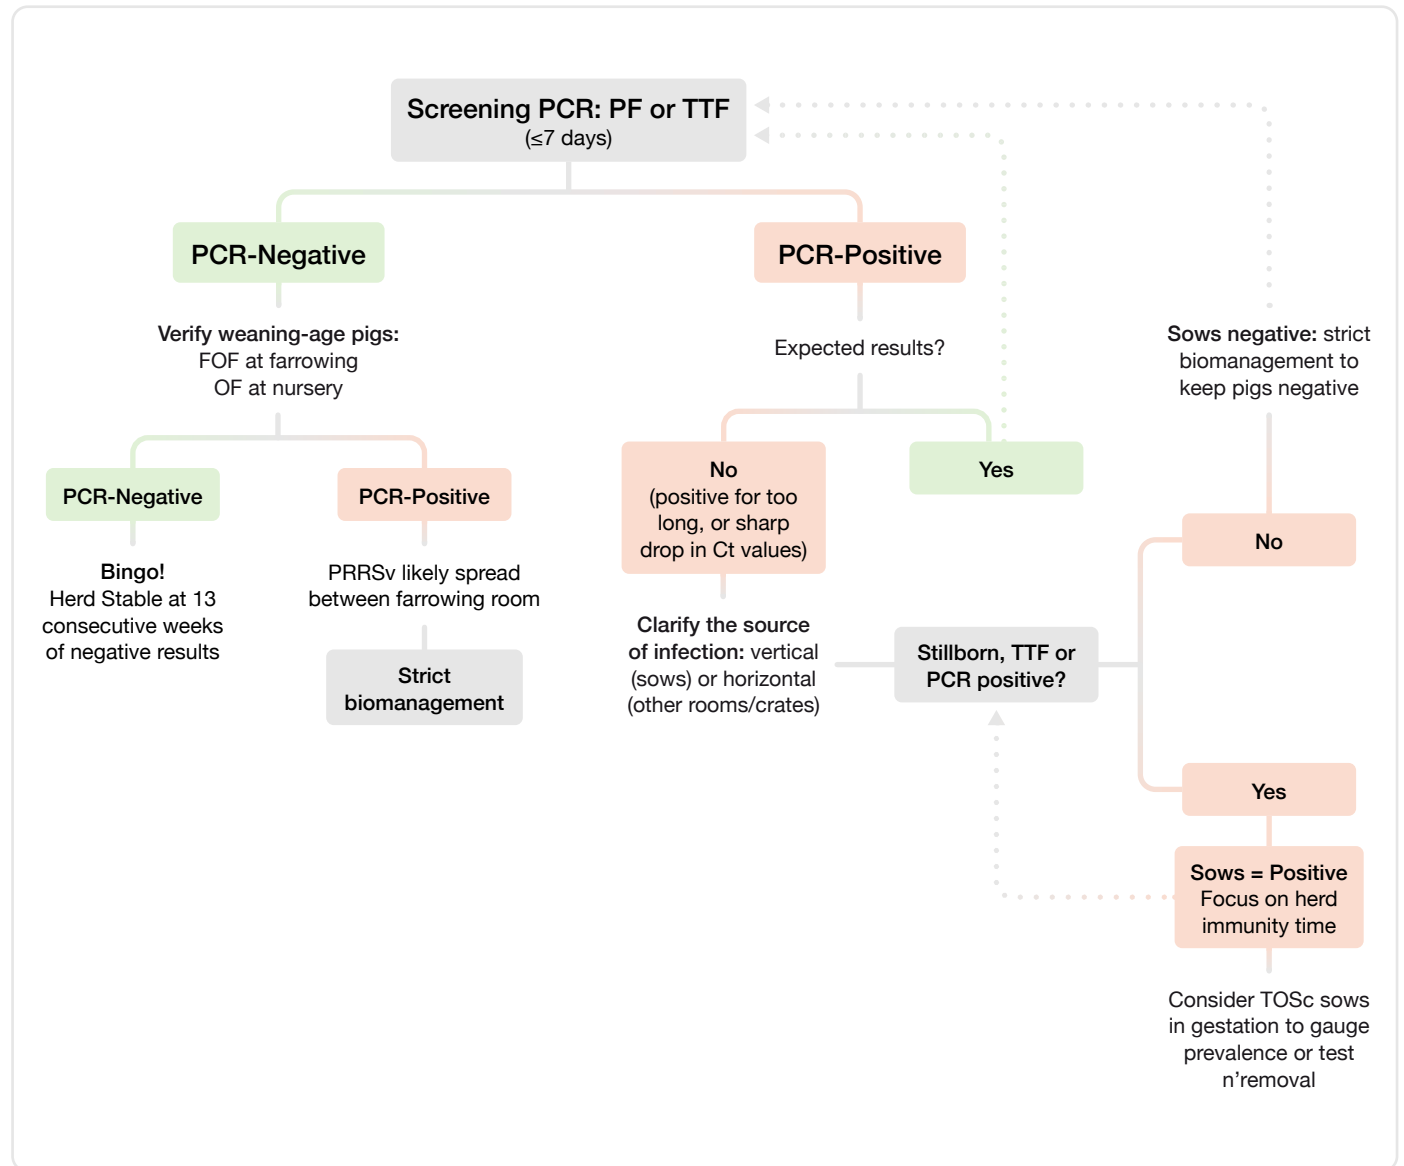 Screening PCR: PF or TTF
(≤7 days)
PCR-Negative
PCR-Positive
Verify weaning-age pigs:
FOF at farrowing
OF at nursery
Expected results?
Sows negative: strict
biomanagement to
keep pigs negative
PCR-Negative
PCR-Positive
No
(positive for too
long, or sharp
drop in Ct values)
Yes
No
Bingo!
Herd Stable at 13
consecutive weeks
of negative results
PRRSv likely spread
between farrowing room
Strict
biomanagement
Clarify the source
of infection: vertical
(sows) or horizontal
(other rooms/crates)
Stillborn, TTF or
PCR positive?
Yes
Sows = Positive
Focus on herd
immunity time
Consider TOSc sows
in gestation to gauge
prevalence or test
n’removal